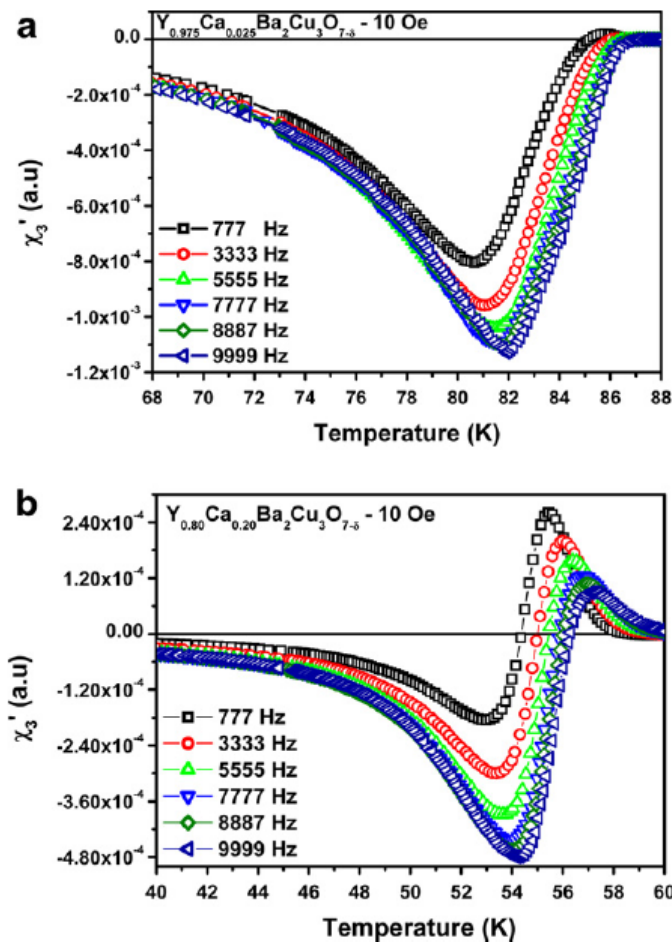 a
Y0.975Ca0.025Ba2Cu3O7-δ - 10 Oe
0.0
-2.0x10-4
-4.0x10-4
-6.0x10-4
-8.0x10-4
-1.0x10-3
-1.2x10-3
χ3' (a.u)
777 Hz
3333 Hz
5555 Hz
7777 Hz
8887 Hz
9999 Hz
68 70 72 74 76 78 80 82 84 86 88
Temperature (K)
b
Y0.80Ca0.20Ba2Cu3O7-δ - 10 Oe
2.40x10-4
1.20x10-4
0.00
-1.20x10-4
-2.40x10-4
-3.60x10-4
-4.80x10-4
χ3' (a.u)
777 Hz
3333 Hz
5555 Hz
7777 Hz
8887 Hz
9999 Hz
40 42 44 46 48 50 52 54 56 58 60
Temperature (K)